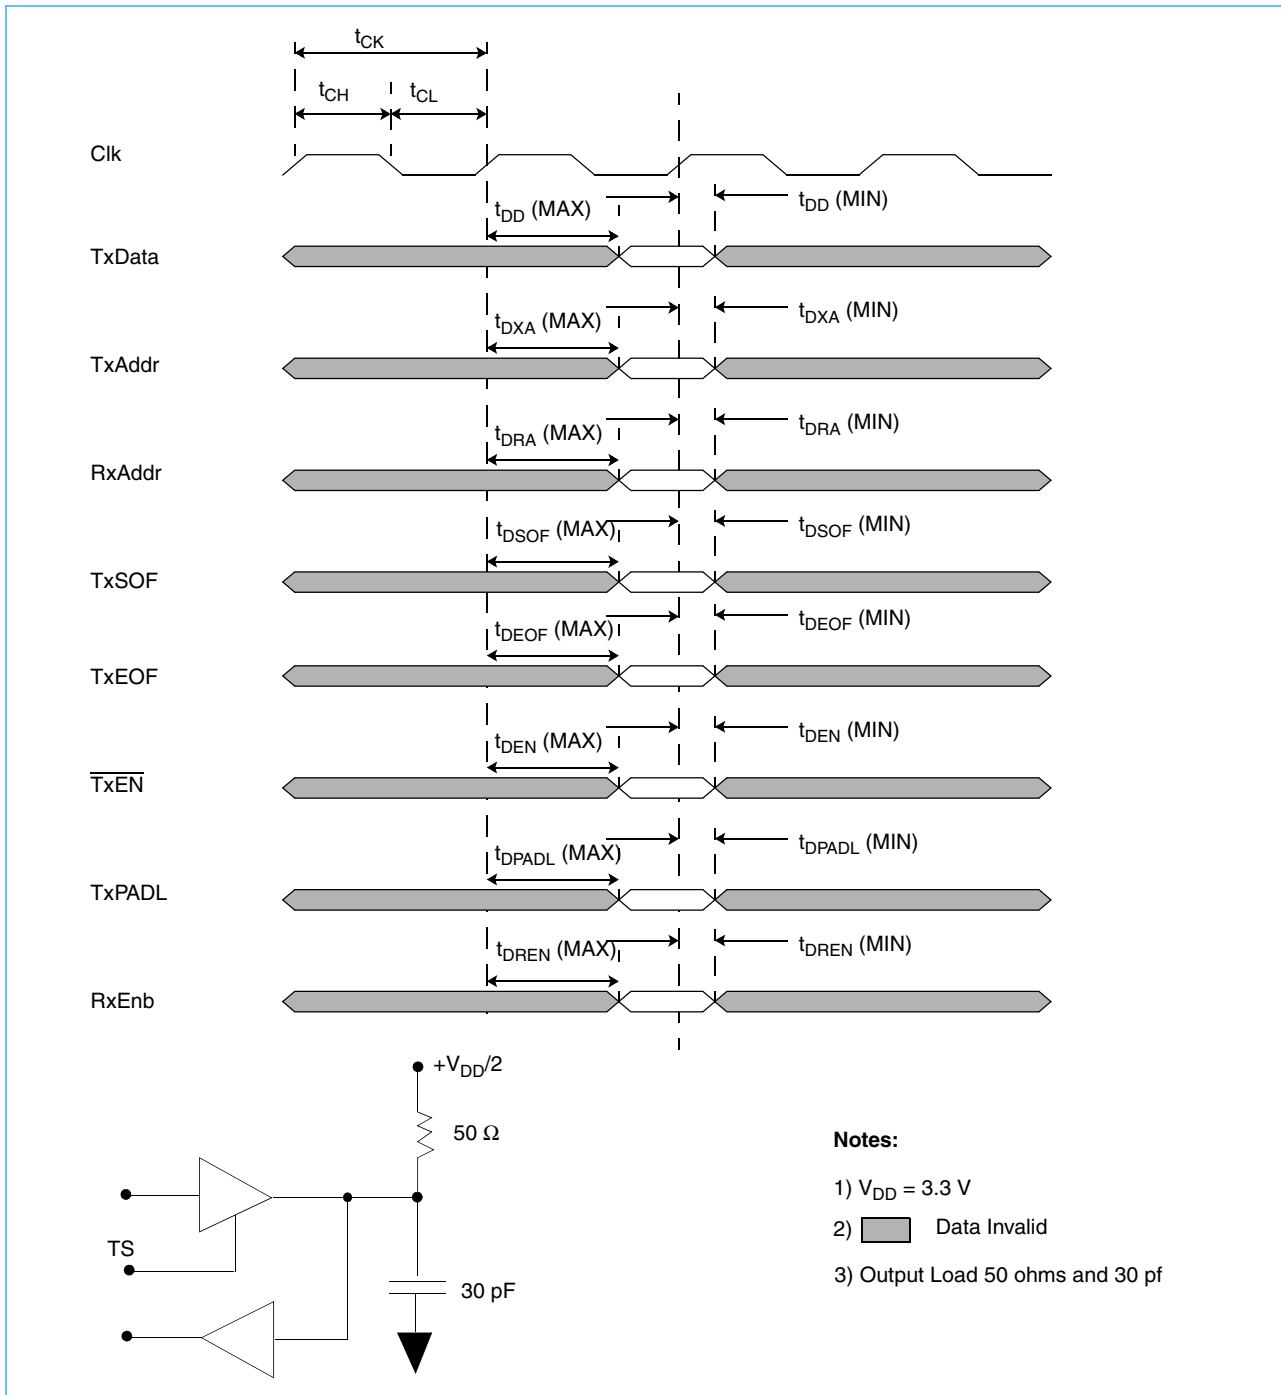 tCK
tCH tCL
Clk
tDD (MAX) tDD (MIN)
TxData
tDXA (MAX) tDXA (MIN)
TxAddr
tDRA (MAX) tDRA (MIN)
RxAddr
tDSOF (MAX) tDSOF (MIN)
TxSOF
tDEOF (MAX) tDEOF (MIN)
TxEOF
tDEN (MAX) tDEN (MIN)
TxEN
tDPADL (MAX) tDPADL (MIN)
TxPADL
tDREN (MAX) tDREN (MIN)
RxEnb
+VDD/2
50 Ω
TS
30 pF
Notes:
1) VDD = 3.3 V
2) Data Invalid
3) Output Load 50 ohms and 30 pf